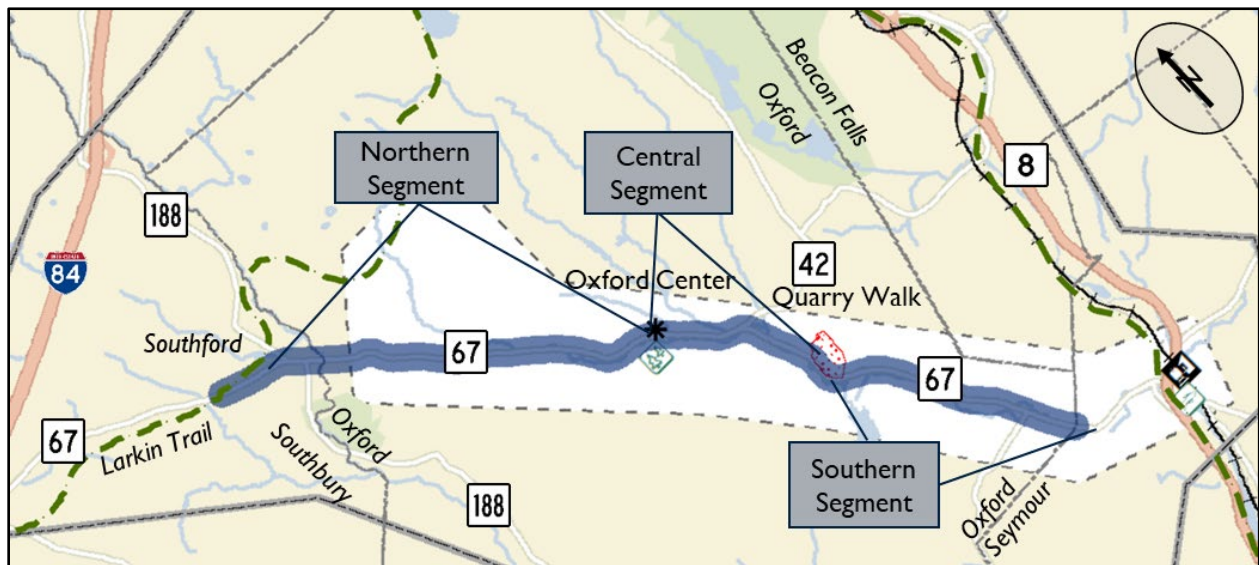 Beacon Falls
Oxford
N
Northern
Segment
Central
Segment
8
188
42
84
Oxford Center
Quarry Walk
Southford
67
67
67
Larkin Trail
Oxford
Southbury
Southern
Segment
188
Oxford
Seymour